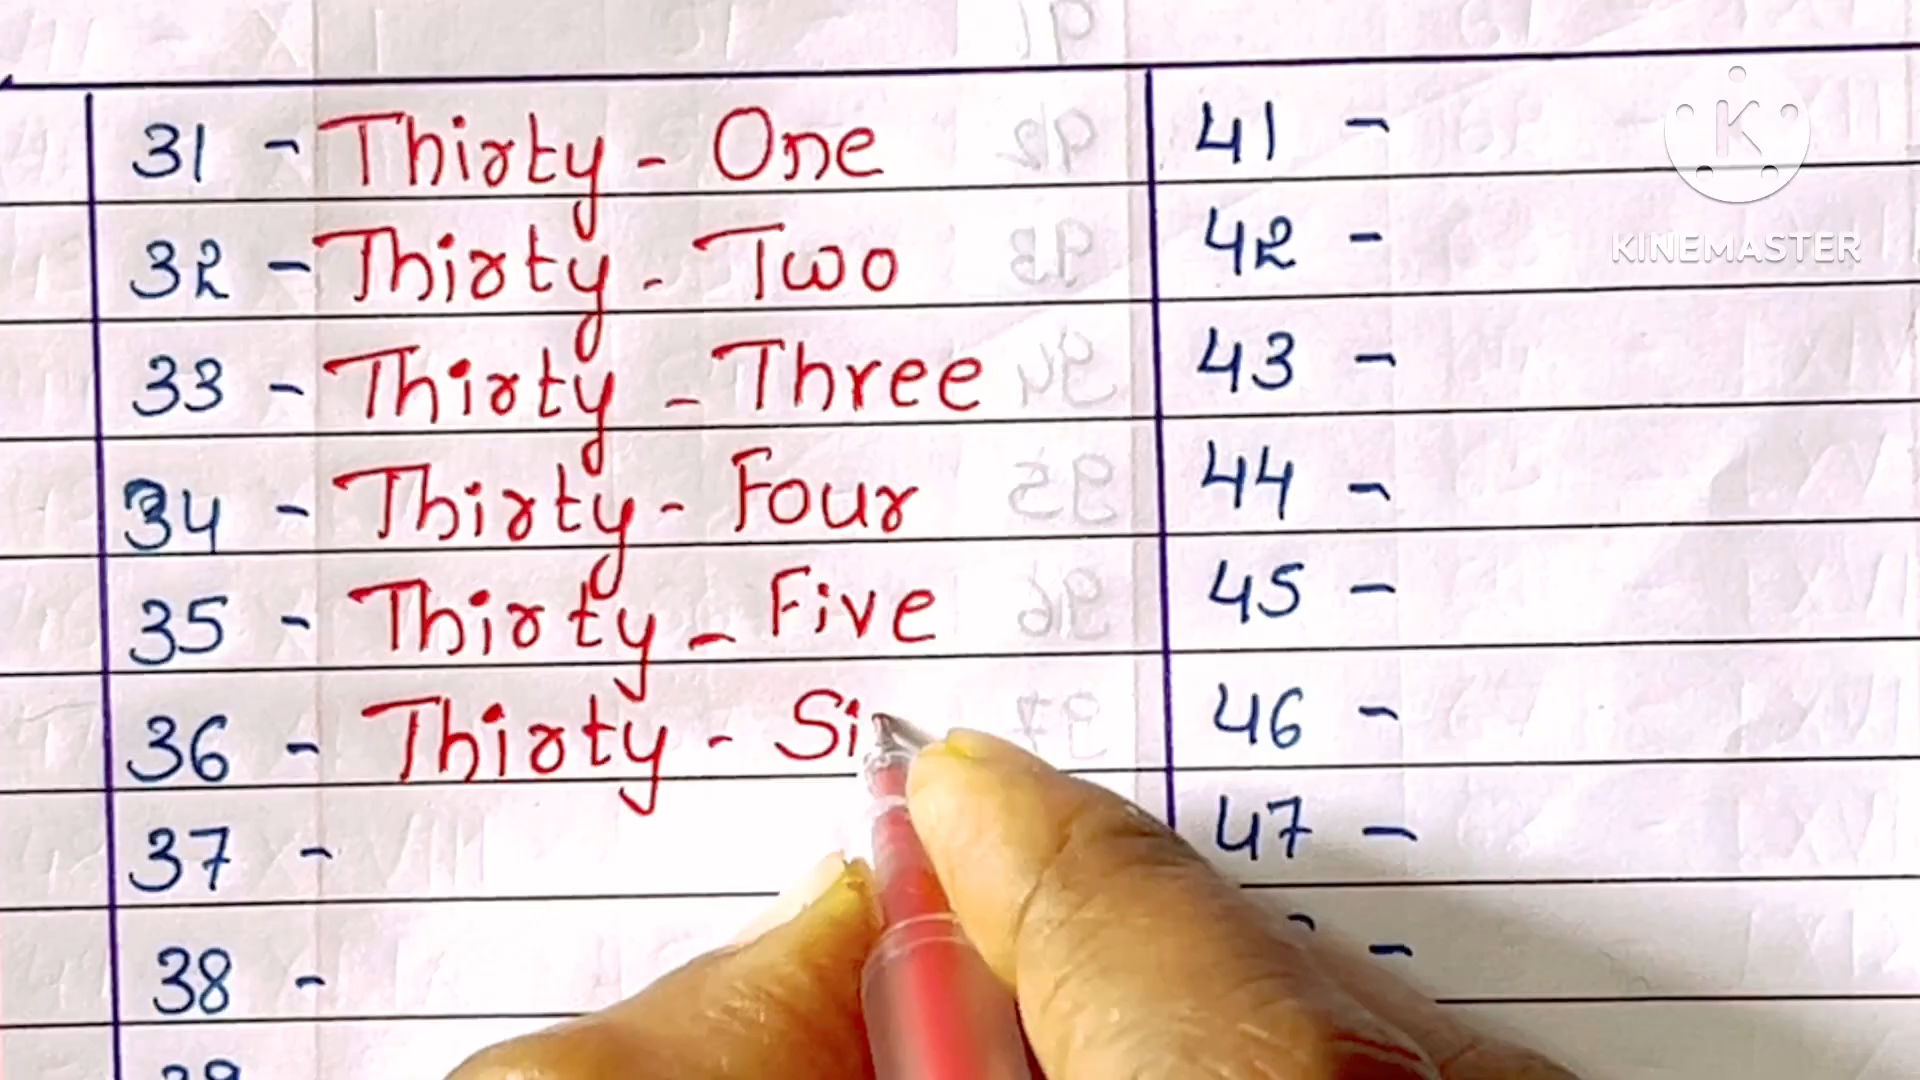 31 - Thirty - One
32 - Thirty - Two
33 - Thirty - Three
34 - Thirty - Four
35 - Thirty - Five
36 - Thirty - Si
37 -
38 -
41 -
42 -
43 -
44 -
45 -
46 -
47 -
-
K
KINEMASTER